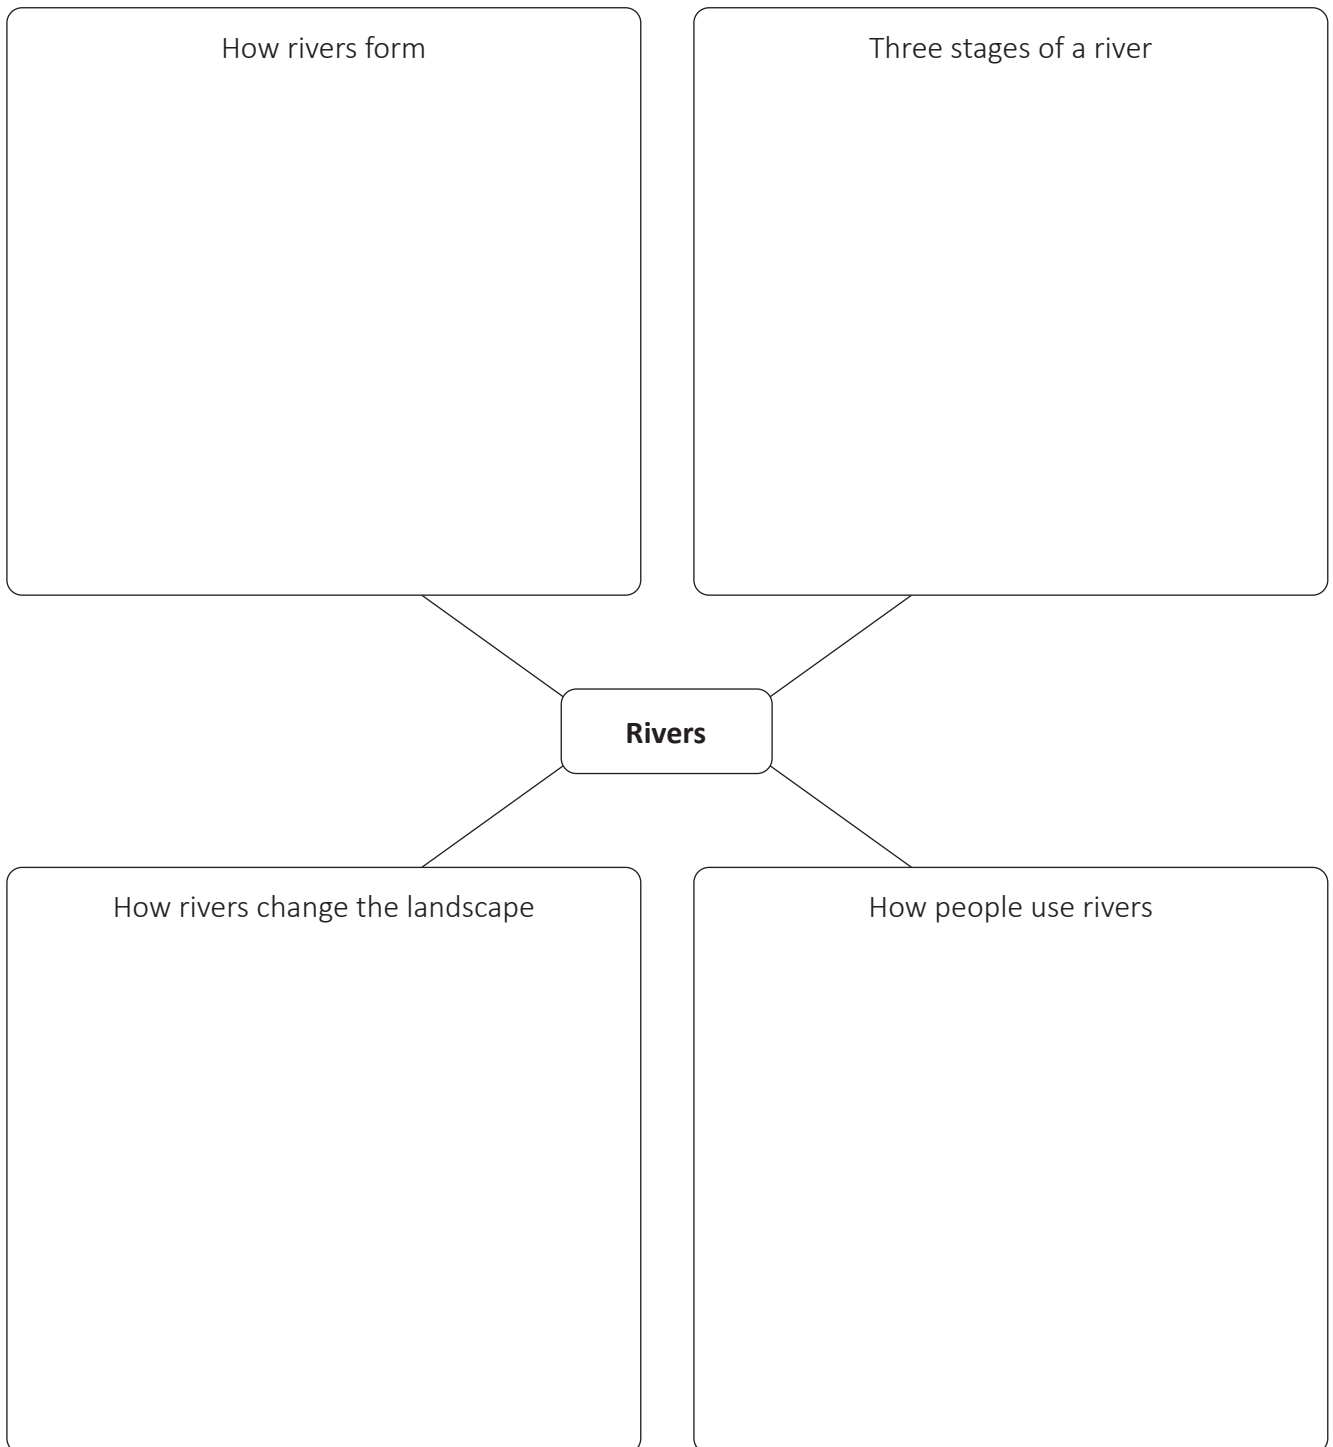 How rivers form
Three stages of a river
Rivers
How rivers change the landscape
How people use rivers